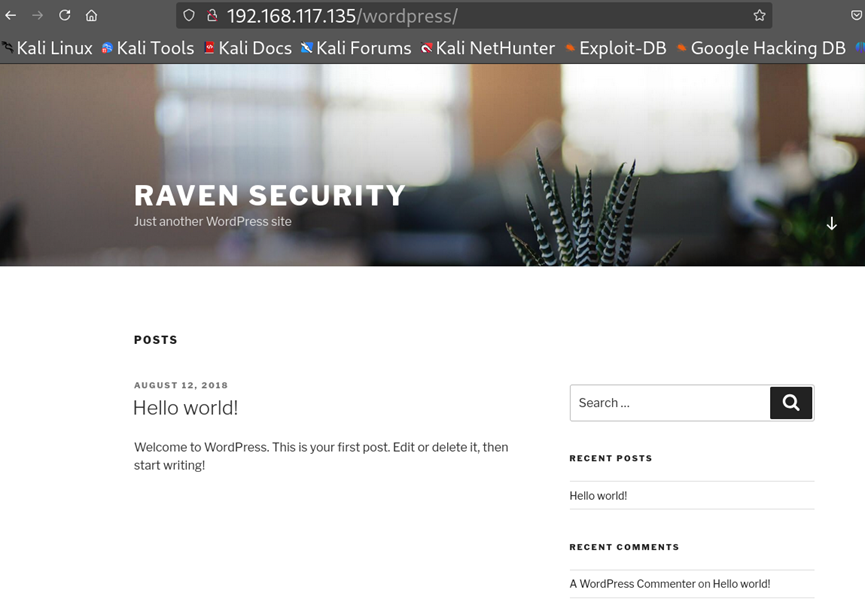 192.168.117.135/wordpress/
Kali Linux Kali Tools Kali Docs Kali Forums Kali NetHunter Exploit-DB Google Hacking DB
RAVEN SECURITY
Just another WordPress site
POSTS
AUGUST 12, 2018
Hello world!
Welcome to WordPress. This is your first post. Edit or delete it, then
start writing!
Search …
RECENT POSTS
Hello world!
RECENT COMMENTS
A WordPress Commenter on Hello world!